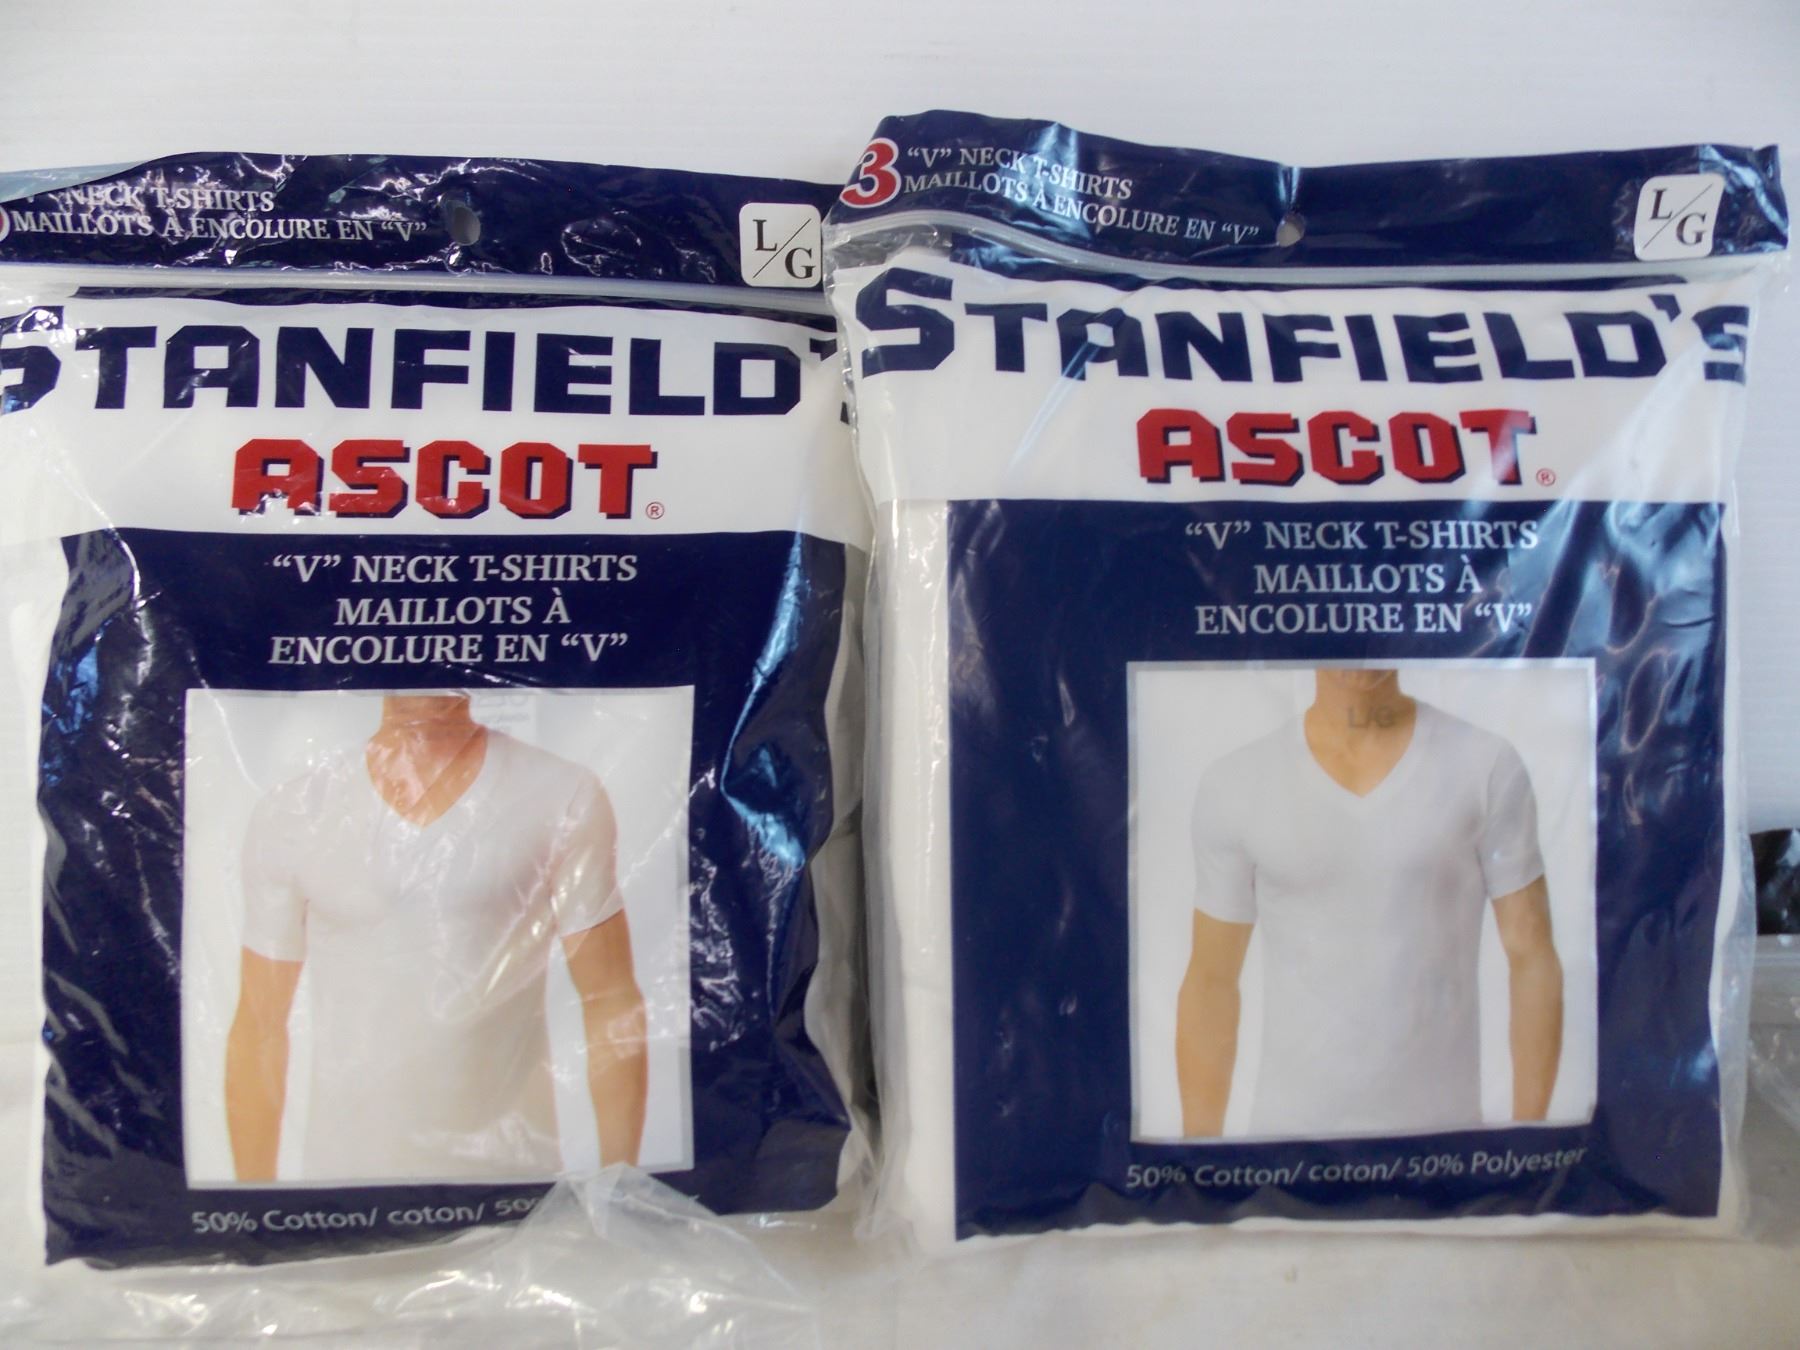 NECK T-SHIRTS
MAILLOTS À ENCOLURE EN “V”
L/G
STANFIELD'S
ASCOT®
“V” NECK T-SHIRTS
MAILLOTS À
ENCOLURE EN “V”
50% Cotton/ coton/ 50%
3 “V” NECK T-SHIRTS
MAILLOTS À ENCOLURE EN “V”
L/G
STANFIELD'S
ASCOT®
“V” NECK T-SHIRTS
MAILLOTS À
ENCOLURE EN “V”
L/G
50% Cotton/ coton/ 50% Polyester